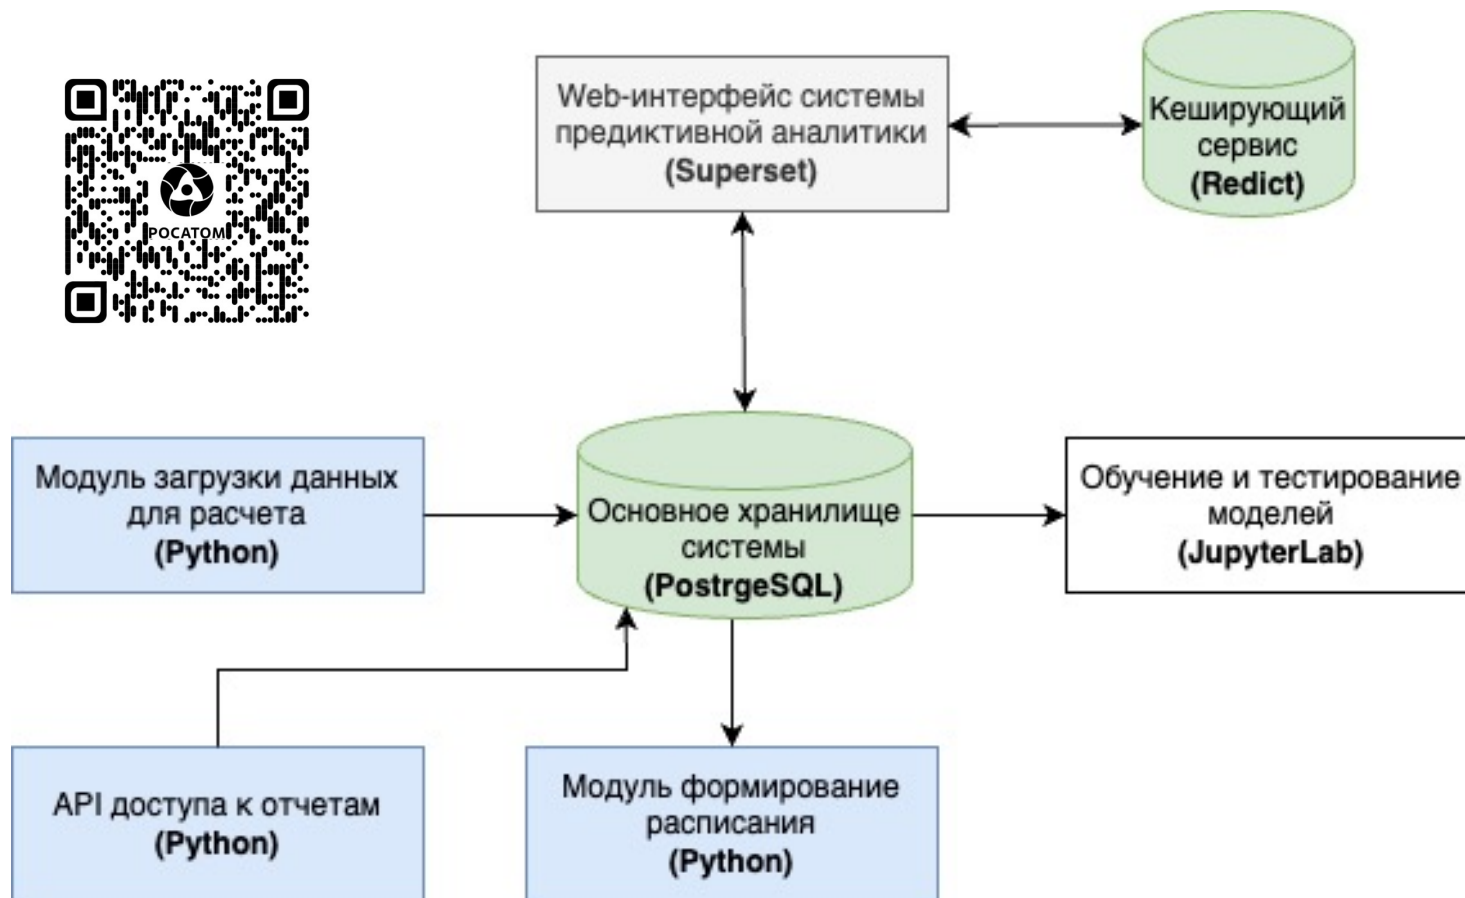 РОСАТОМ
Web-интерфейс системы
предиктивной аналитики
(Superset)
Кеширующий
сервис
(Redict)
Модуль загрузки данных
для расчета
(Python)
Основное хранилище
системы
(PostrgeSQL)
Обучение и тестирование
моделей
(JupyterLab)
API доступа к отчетам
(Python)
Модуль формирование
расписания
(Python)